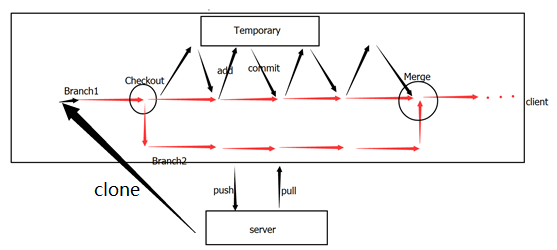 Temporary
Checkout
add
commit
Merge
Branch1
client
Branch2
clone
push
pull
server